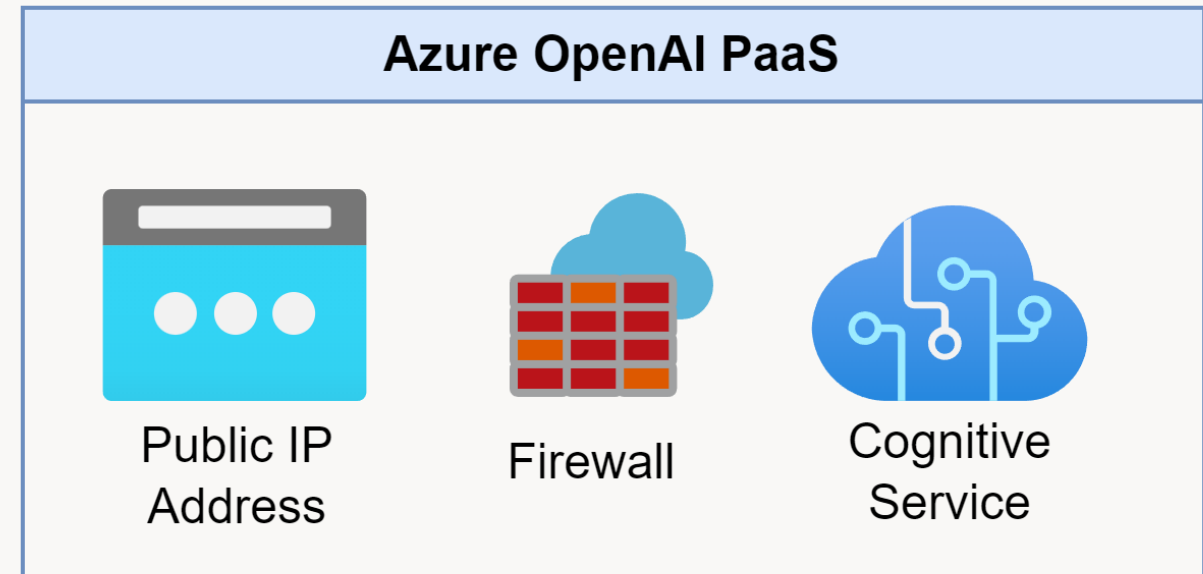 Azure OpenAI PaaS
Public IP
Address
Firewall
Cognitive
Service